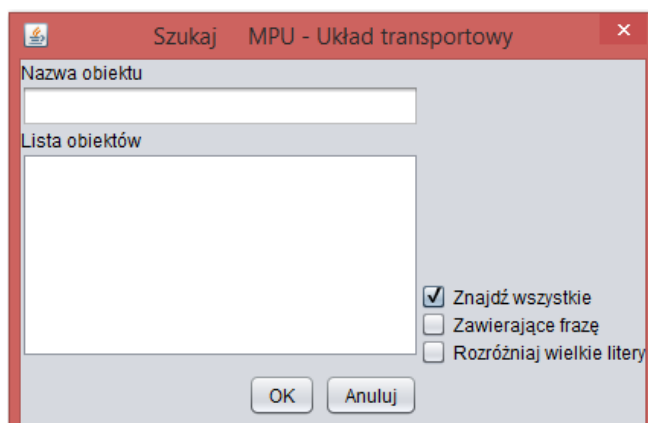 Szukaj MPU - Układ transportowy
Nazwa obiektu
Lista obiektów
Znajdź wszystkie
Zawierające frazę
Rozróżniaj wielkie litery
OK Anuluj